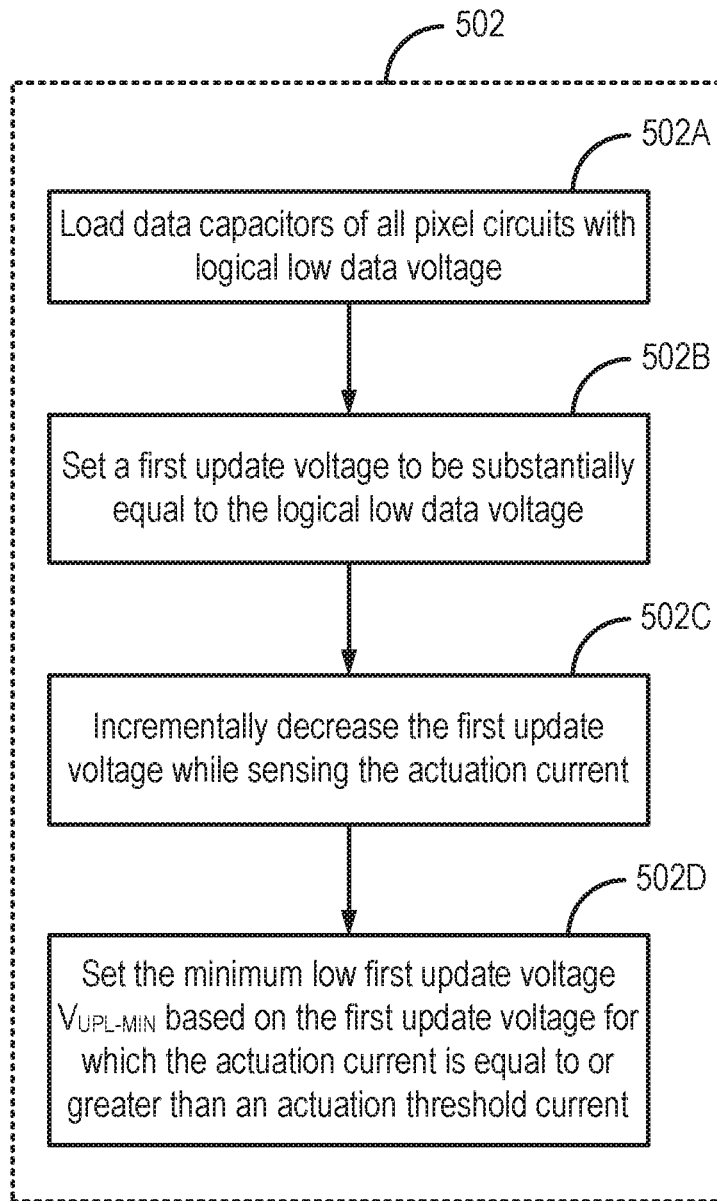 502
502A
Load data capacitors of all pixel circuits with
logical low data voltage
502B
Set a first update voltage to be substantially
equal to the logical low data voltage
502C
Incrementally decrease the first update
voltage while sensing the actuation current
502D
Set the minimum low first update voltage
VUPL-MIN based on the first update voltage for
which the actuation current is equal to or
greater than an actuation threshold current